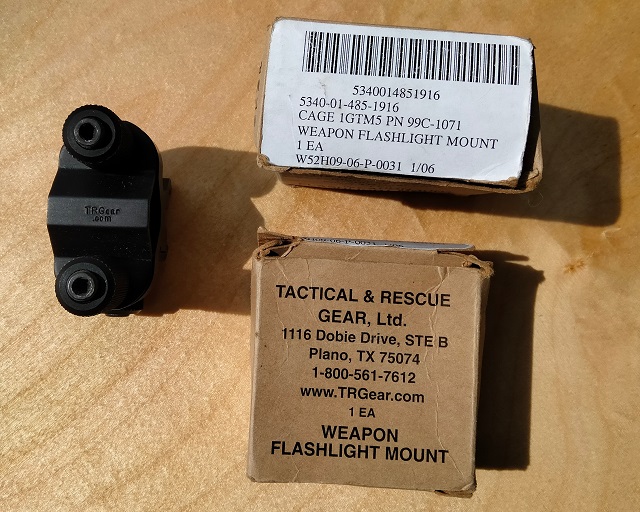 5340014851916
5340-01-485-1916
CAGE 1GTM5 PN 99C-1071
WEAPON FLASHLIGHT MOUNT
1 EA
W52H09-06-P-0031 1/06
TRGear
.com
TACTICAL & RESCUE
GEAR, Ltd.
1116 Dobie Drive, STE B
Plano, TX 75074
1-800-561-7612
www.TRGear.com
1 EA
WEAPON
FLASHLIGHT MOUNT